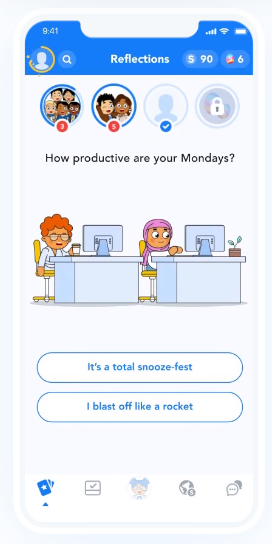 9:41
Reflections
S 90
6
3
5
How productive are your Mondays?
It's a total snooze-fest
I blast off like a rocket